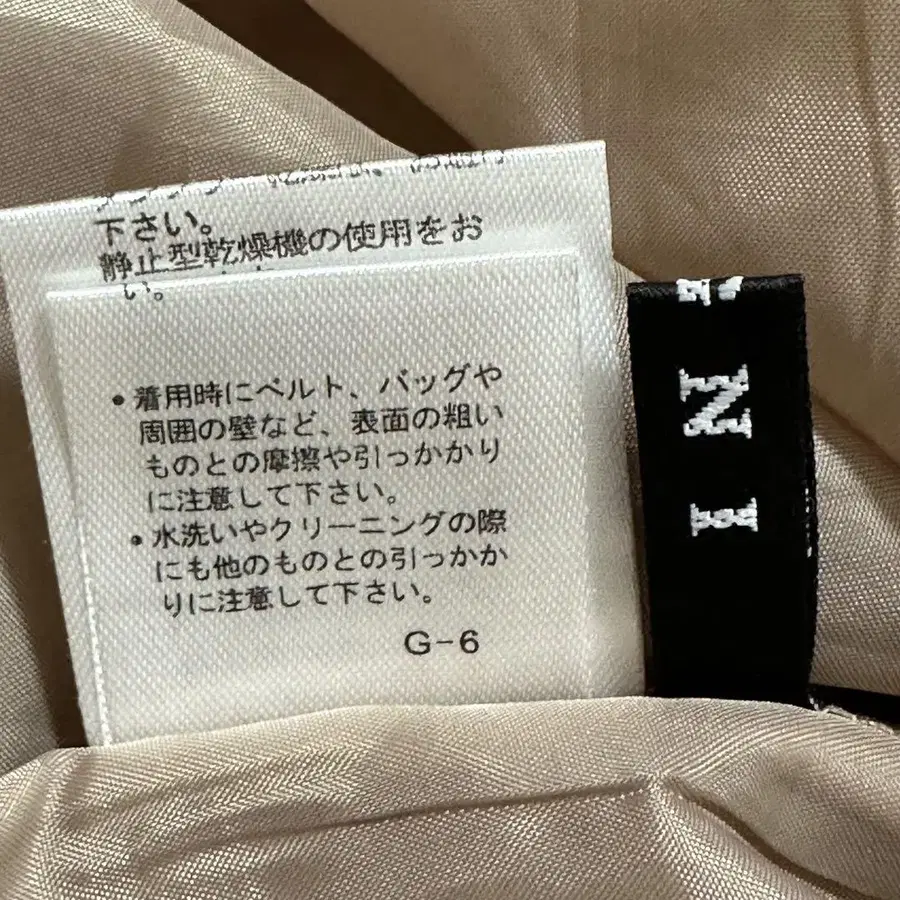 下さい。
静止型乾燥機の使用をお
い。
• 着用時にベルト、バッグや
周囲の壁など、表面の粗い
ものとの摩擦や引っかかり
に注意して下さい。
• 水洗いやクリーニングの際
にも他のものとの引っかか
りに注意して下さい。
G-6
N
I